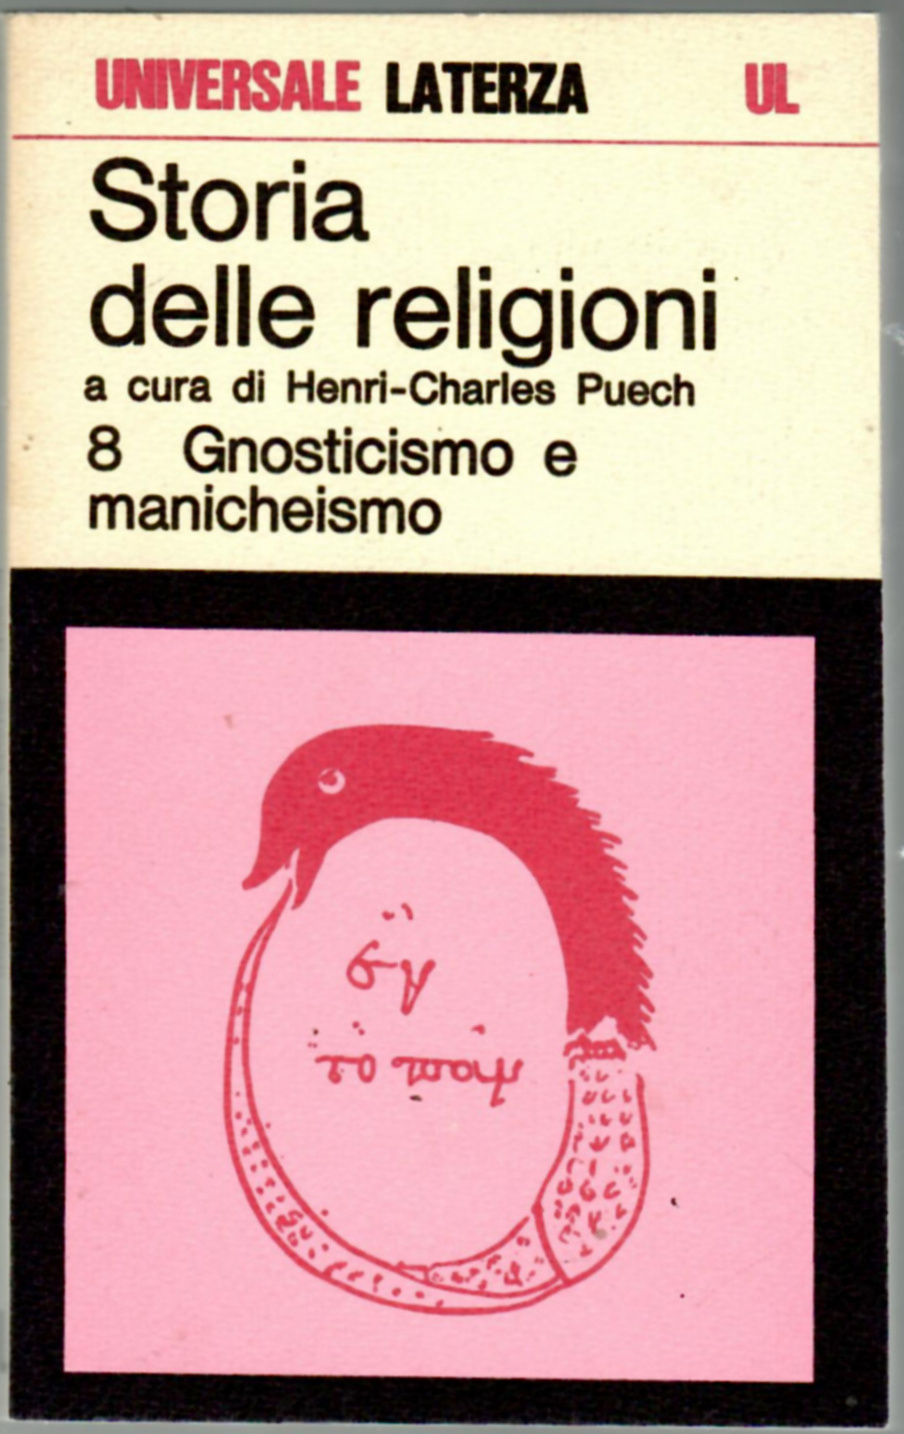 UNIVERSALE LATERZA UL
Storia
delle religioni
a cura di Henri-Charles Puech
8 Gnosticismo e
manicheismo